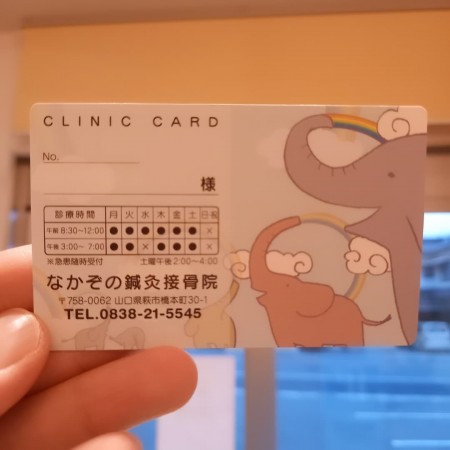 CLINIC CARD
No.
様
診療時間 月 火 水 木 金 土 日・祝
午前 8:30~12:00 ● ● ● ● ● ● ×
午後 3:00~ 7:00 ● ● × ● ● ● ×
※急患随時受付 土曜午後 2:00~4:00
なかぞの鍼灸接骨院
〒758-0062 山口県萩市橋本町30-1
TEL.0838-21-5545